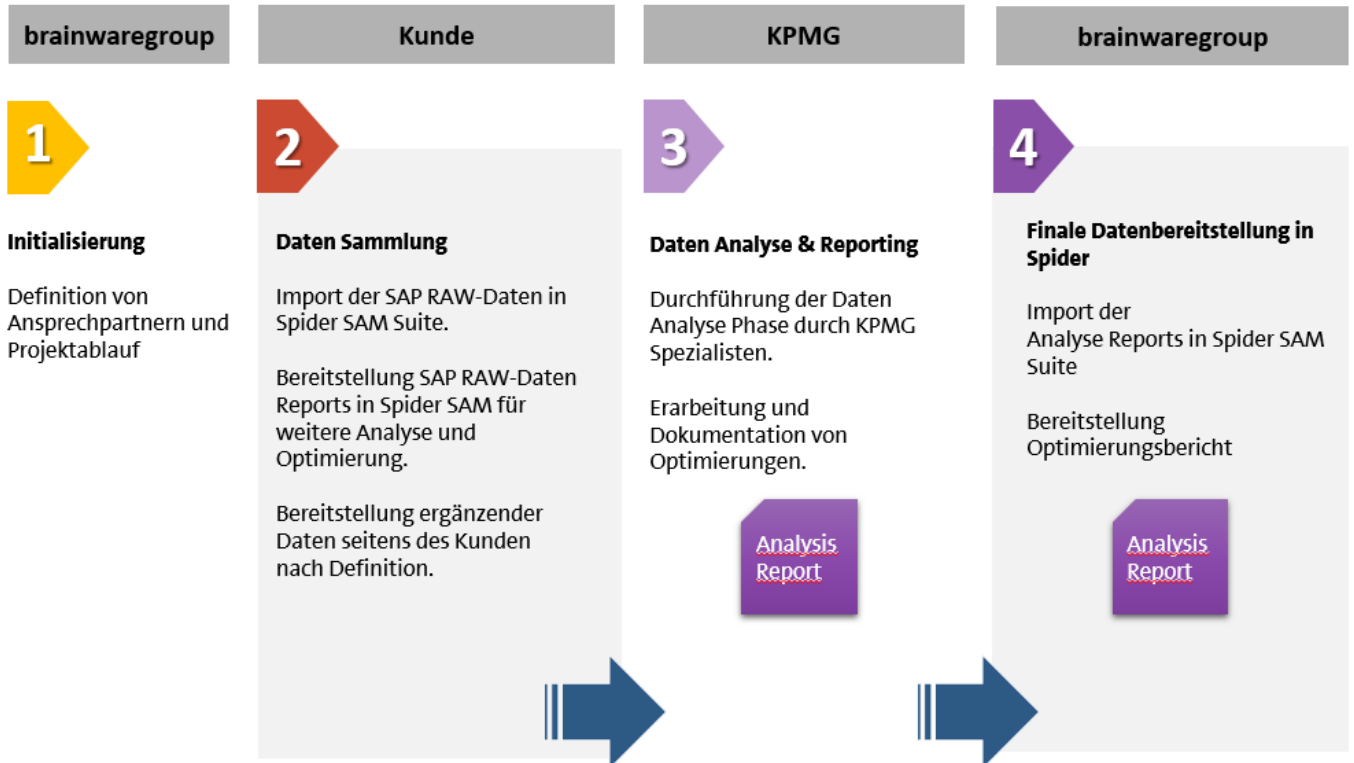 brainwaregroup
Kunde
KPMG
brainwaregroup
1
2
3
4
Initialisierung
Definition von
Ansprechpartnern und
Projektablauf
Daten Sammlung
Import der SAP RAW-Daten in
Spider SAM Suite.
Bereitstellung SAP RAW-Daten
Reports in Spider SAM für
weitere Analyse und
Optimierung.
Bereitstellung ergänzender
Daten seitens des Kunden
nach Definition.
Daten Analyse & Reporting
Durchführung der Daten
Analyse Phase durch KPMG
Spezialisten.
Erarbeitung und
Dokumentation von
Optimierungen.
Analysis
Report
Finale Datenbereitstellung in
Spider
Import der
Analyse Reports in Spider SAM
Suite
Bereitstellung
Optimierungsbericht
Analysis
Report